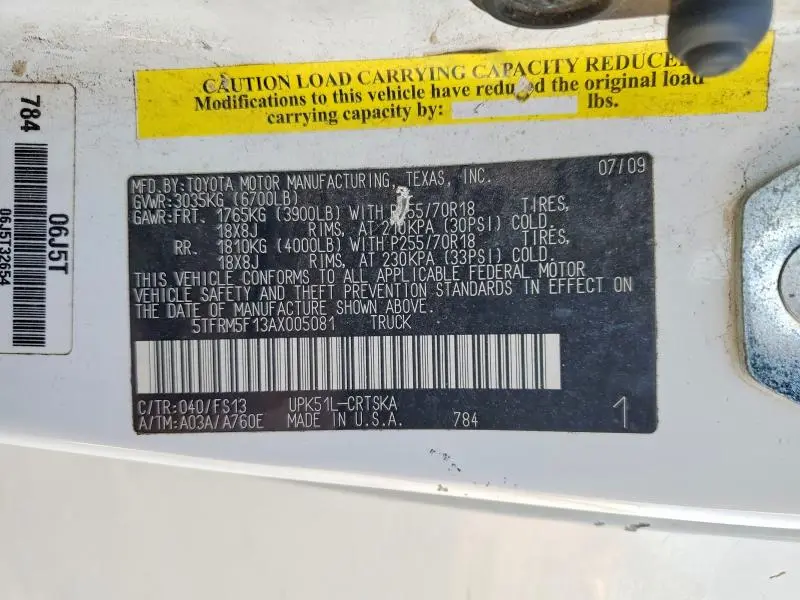 CAUTION LOAD CARRYING CAPACITY REDUCED
Modifications to this vehicle have reduced the original load
carrying capacity by: lbs.
784
06J5T
06J5T32654
MFD.BY:TOYOTA MOTOR MANUFACTURING, TEXAS, INC. 07/09
GVWR:3035KG (6700LB)
GAWR:FRT. 1765KG (3900LB) WITH P255/70R18 TIRES,
18X8J RIMS, AT 210KPA (30PSI) COLD.
RR. 1810KG (4000LB) WITH P255/70R18 TIRES,
18X8J RIMS, AT 230KPA (33PSI) COLD.
THIS VEHICLE CONFORMS TO ALL APPLICABLE FEDERAL MOTOR
VEHICLE SAFETY AND THEFT PREVENTION STANDARDS IN EFFECT ON
THE DATE OF MANUFACTURE SHOWN ABOVE.
5TFRM5F13AX005081 TRUCK
C/TR:040/FS13 UPK51L-CRTSKA
A/TM:A03A/A760E MADE IN U.S.A. 784 1